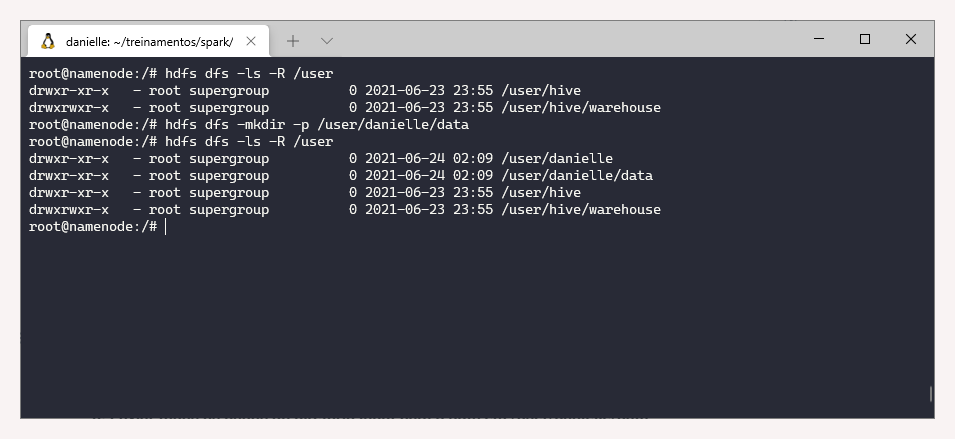 danielle: ~/treinamentos/spark/
root@namenode:/# hdfs dfs -ls -R /user
drwxr-xr-x   - root supergroup          0 2021-06-23 23:55 /user/hive
drwxrwxr-x   - root supergroup          0 2021-06-23 23:55 /user/hive/warehouse
root@namenode:/# hdfs dfs -mkdir -p /user/danielle/data
root@namenode:/# hdfs dfs -ls -R /user
drwxr-xr-x   - root supergroup          0 2021-06-24 02:09 /user/danielle
drwxr-xr-x   - root supergroup          0 2021-06-24 02:09 /user/danielle/data
drwxr-xr-x   - root supergroup          0 2021-06-23 23:55 /user/hive
drwxrwxr-x   - root supergroup          0 2021-06-23 23:55 /user/hive/warehouse
root@namenode:/#